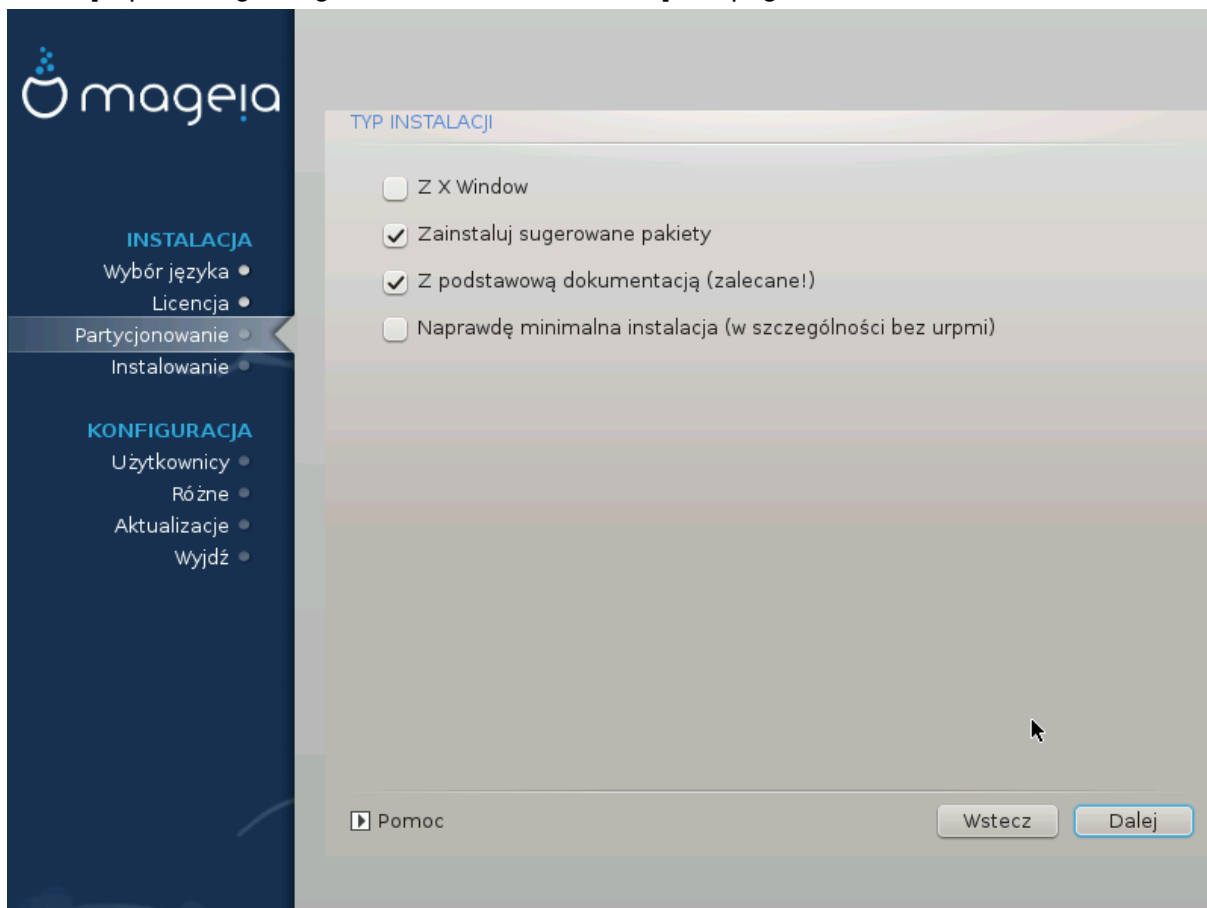 mageia
TYP INSTALACJI
Z X Window
Zainstaluj sugerowane pakiety
Z podstawową dokumentacją (zalecane!)
Naprawdę minimalna instalacja (w szczególności bez urpmi)
INSTALACJA
Wybór języka
Licencja
Partycjonowanie
Instalowanie
KONFIGURACJA
Użytkownicy
Różne
Aktualizacje
Wyjdź
Pomoc
Wstecz
Dalej